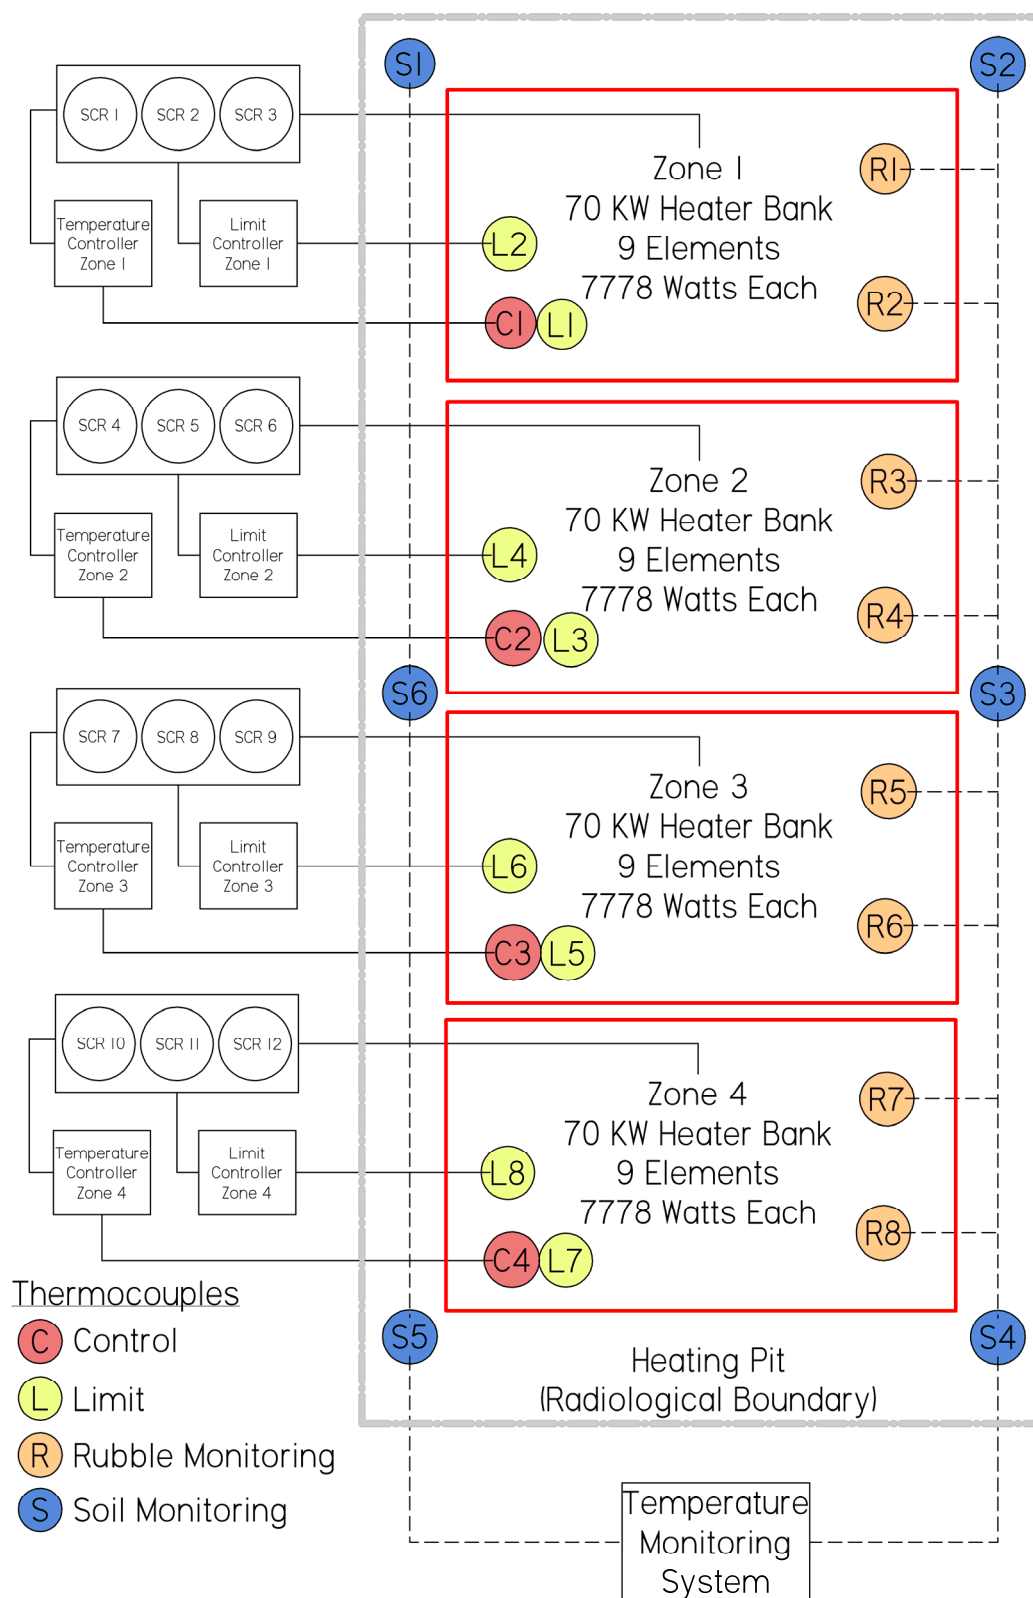 S1
S2
SCR 1
SCR 2
SCR 3
Zone 1
70 KW Heater Bank
9 Elements
7778 Watts Each
R1
R2
Temperature
Controller
Zone 1
Limit
Controller
Zone 1
L2
C1
L1
SCR 4
SCR 5
SCR 6
Zone 2
70 KW Heater Bank
9 Elements
7778 Watts Each
R3
R4
Temperature
Controller
Zone 2
Limit
Controller
Zone 2
L4
C2
L3
S6
S3
SCR 7
SCR 8
SCR 9
Zone 3
70 KW Heater Bank
9 Elements
7778 Watts Each
R5
R6
Temperature
Controller
Zone 3
Limit
Controller
Zone 3
L6
C3
L5
SCR 10
SCR 11
SCR 12
Zone 4
70 KW Heater Bank
9 Elements
7778 Watts Each
R7
R8
Temperature
Controller
Zone 4
Limit
Controller
Zone 4
L8
C4
L7
S5
S4
Heating Pit
(Radiological Boundary)
Thermocouples
C Control
L Limit
R Rubble Monitoring
S Soil Monitoring
Temperature
Monitoring
System